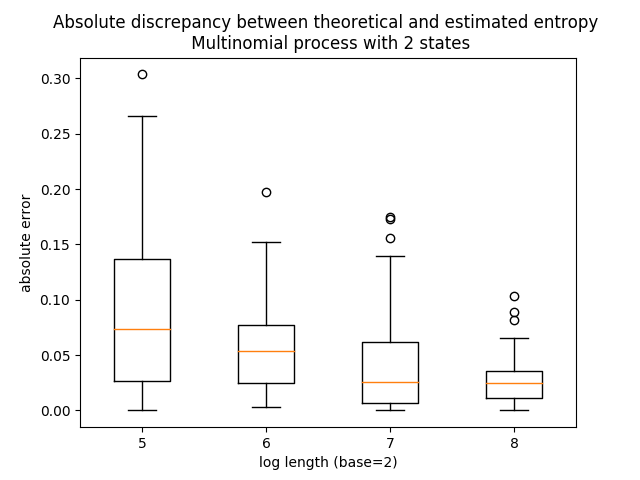 Absolute discrepancy between theoretical and estimated entropy
Multinomial process with 2 states
0.30
0.25
0.20
0.15
0.10
0.05
0.00
absolute error
5 6 7 8
log length (base=2)